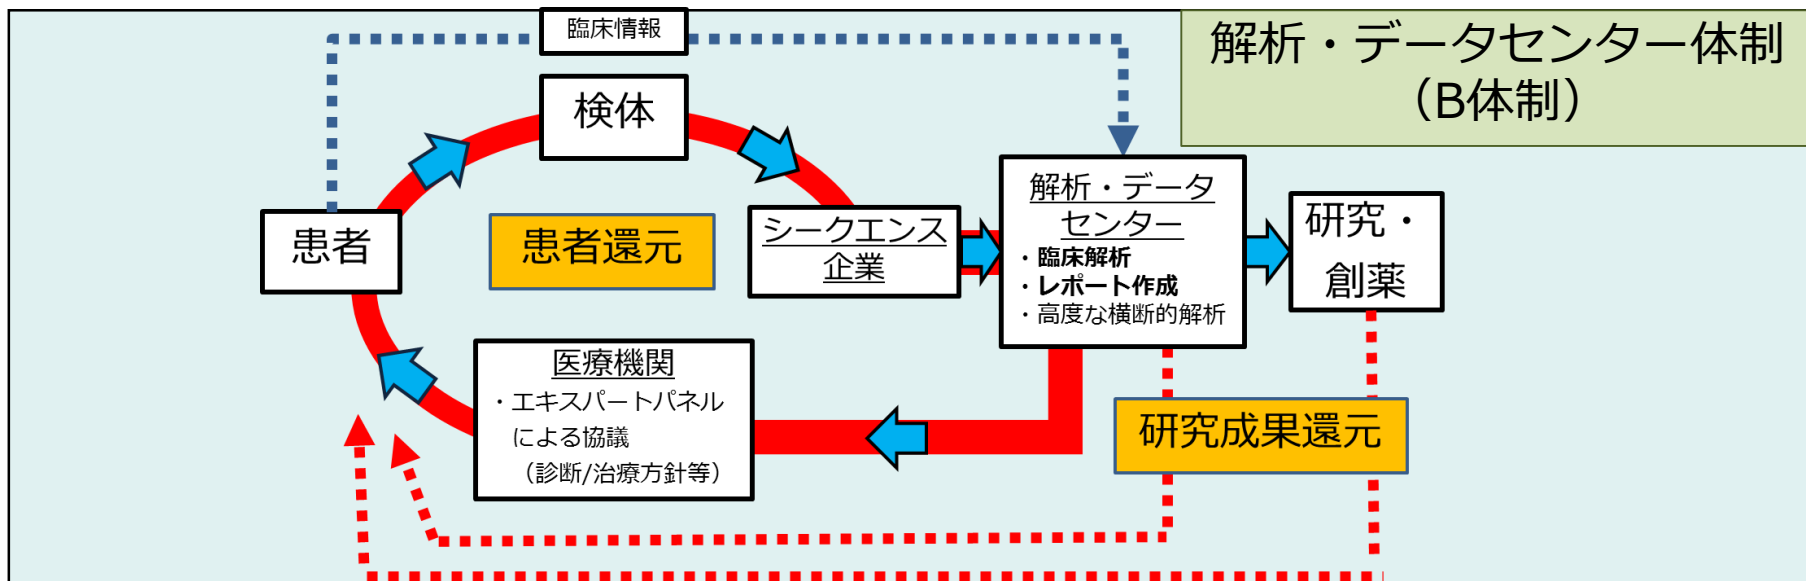 臨床情報
解析・データセンター体制
（B体制）
検体
患者
患者還元
シークエンス
企業
解析・データ
センター
・臨床解析
・レポート作成
・高度な横断的解析
研究・
創薬
医療機関
・エキスパートパネル
による協議
（診断/治療方針等）
研究成果還元